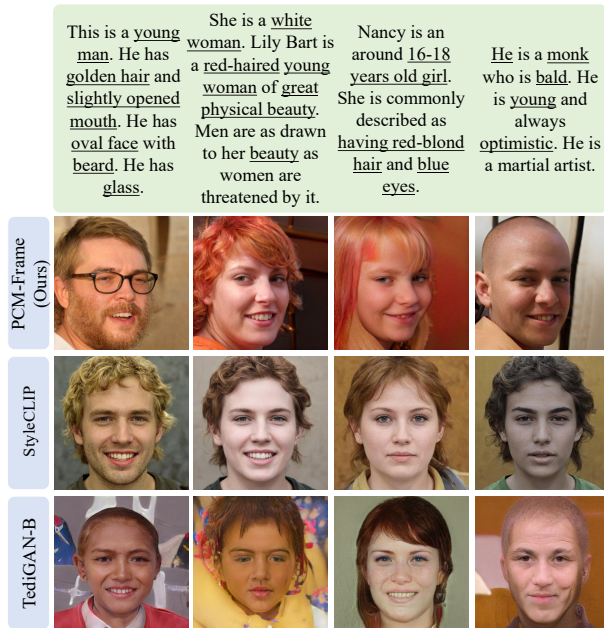 This is a young
man. He has
golden hair and
slightly opened
mouth. He has
oval face with
beard. He has
glass.
She is a white
woman. Lily Bart is
a red-haired young
woman of great
physical beauty.
Men are as drawn
to her beauty as
women are
threatened by it.
Nancy is an
around 16-18
years old girl.
She is commonly
described as
having red-blond
hair and blue
eyes.
He is a monk
who is bald. He
is young and
always
optimistic. He is
a martial artist.
PCM-Frame
(Ours)
StyleCLIP
TediGAN-B